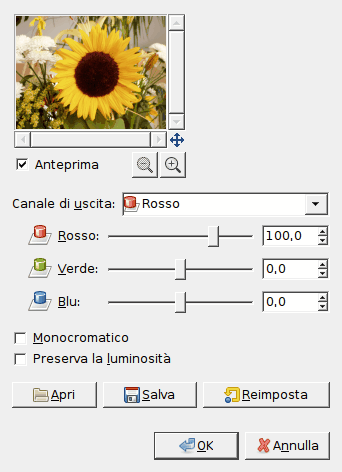 Anteprima
Canale di uscita: Rosso
Rosso: 100,0
Verde: 0,0
Blu: 0,0
Monocromatico
Preserva la luminosità
Apri Salva Reimposta
OK Annulla